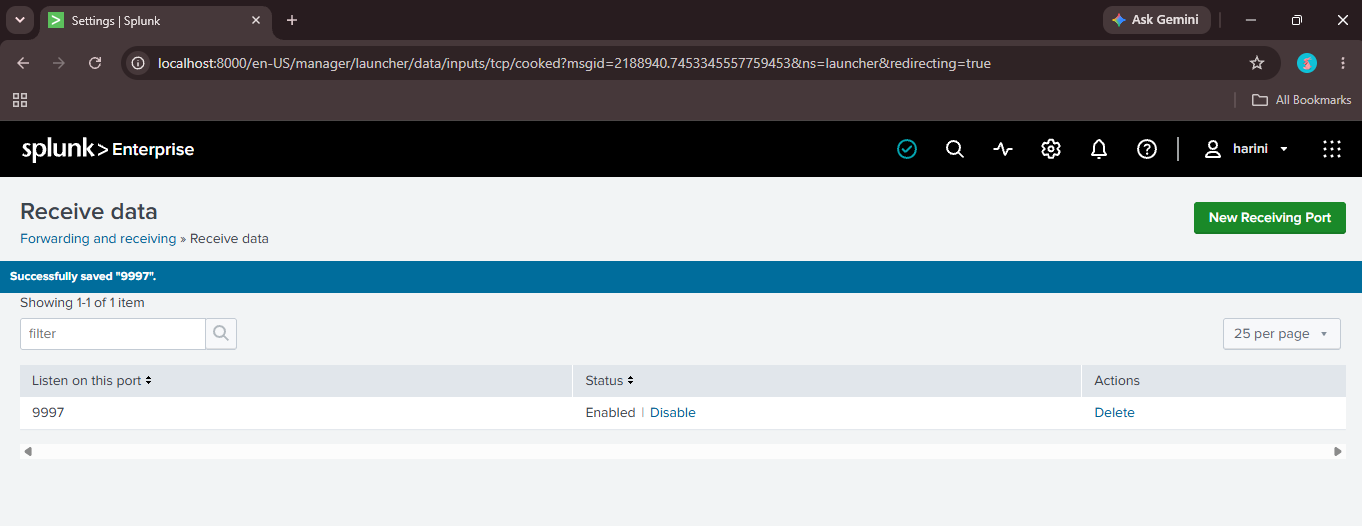 Settings | Splunk
Ask Gemini
localhost:8000/en-US/manager/launcher/data/inputs/tcp/cooked?msgid=2188940.7453345557759453&ns=launcher&redirecting=true
All Bookmarks
splunk> Enterprise
harini
Receive data
New Receiving Port
Forwarding and receiving » Receive data
Successfully saved "9997".
Showing 1-1 of 1 item
filter
25 per page
Listen on this port Status Actions
9997 Enabled | Disable Delete